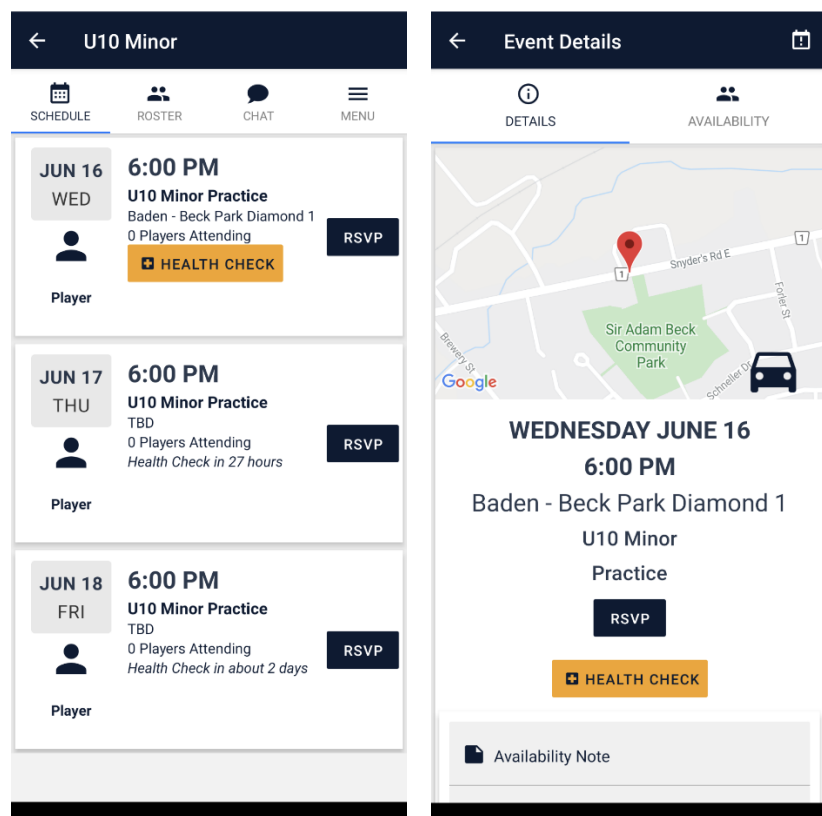 U10 Minor
SCHEDULE
ROSTER
CHAT
MENU
JUN 16
WED
Player
6:00 PM
U10 Minor Practice
Baden - Beck Park Diamond 1
0 Players Attending
HEALTH CHECK
RSVP
JUN 17
THU
Player
6:00 PM
U10 Minor Practice
TBD
0 Players Attending
Health Check in 27 hours
RSVP
JUN 18
FRI
Player
6:00 PM
U10 Minor Practice
TBD
0 Players Attending
Health Check in about 2 days
RSVP
Event Details
DETAILS
AVAILABILITY
1
Snyder's Rd E
1
Forler St
Sir Adam Beck
Community
Park
Brewery St
Schneller Dr
Google
WEDNESDAY JUNE 16
6:00 PM
Baden - Beck Park Diamond 1
U10 Minor
Practice
RSVP
HEALTH CHECK
Availability Note